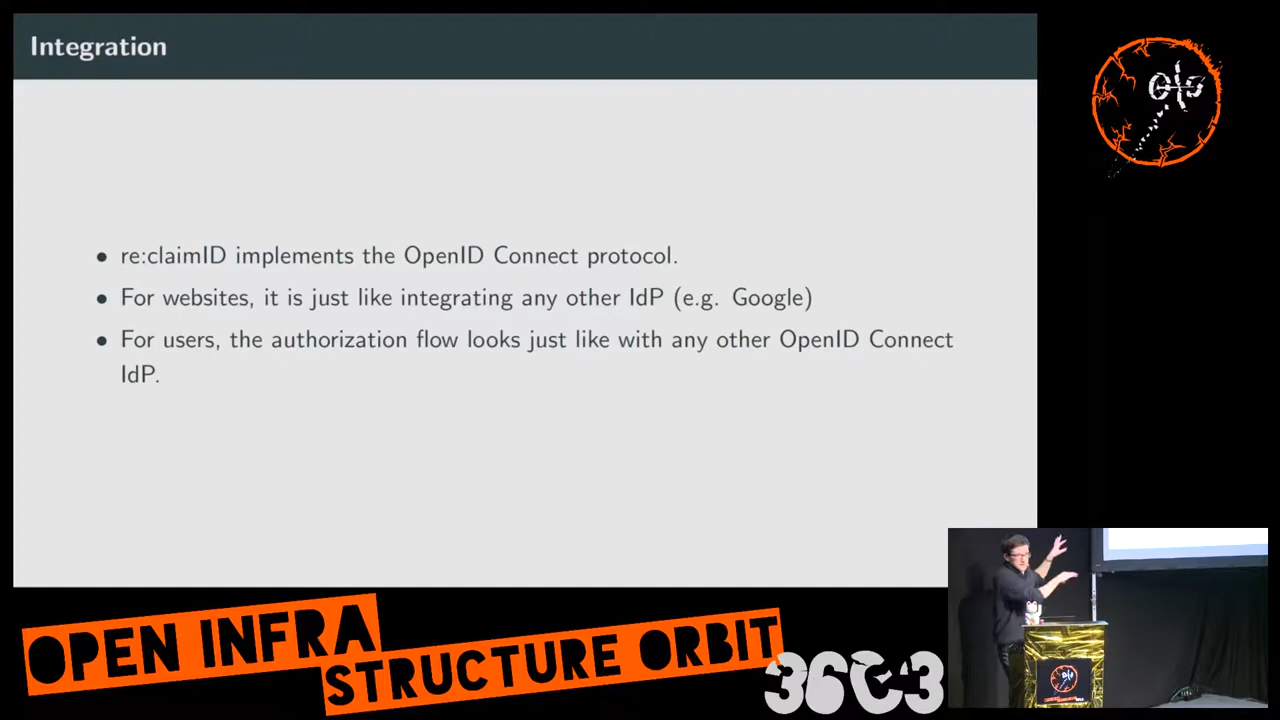 Integration
• re:claimID implements the OpenID Connect protocol.
• For websites, it is just like integrating any other IdP (e.g. Google)
• For users, the authorization flow looks just like with any other OpenID Connect
IdP.
OPEN INFRA
STRUCTURE ORBIT
36C3